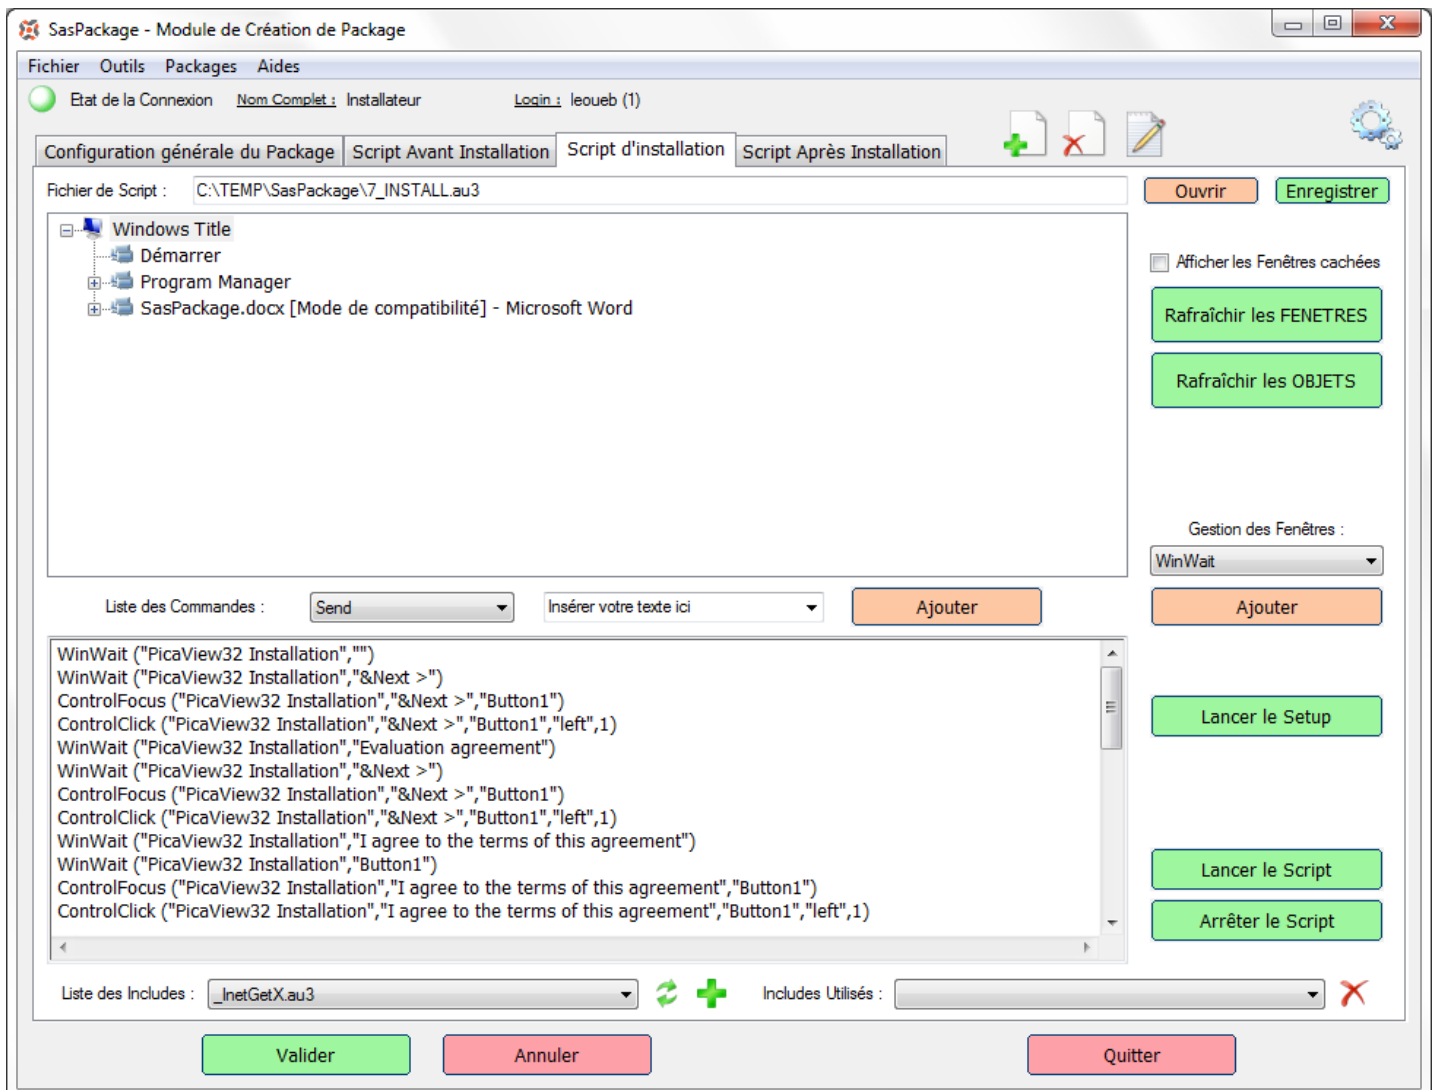 SasPackage - Module de Création de Package
Fichier Outils Packages Aides
Etat de la Connexion Nom Complet : Installateur Login : leoueb (1)
Configuration générale du Package Script Avant Installation Script d'installation Script Après Installation
Fichier de Script : C:\TEMP\SasPackage\7_INSTALL.au3 Ouvrir Enregistrer
Windows Title
Démarrer
Program Manager
SasPackage.docx [Mode de compatibilité] - Microsoft Word
Afficher les Fenêtres cachées
Rafraîchir les FENETRES
Rafraîchir les OBJETS
Gestion des Fenêtres :
WinWait
Liste des Commandes : Send Insérer votre texte ici Ajouter Ajouter
WinWait ("PicaView32 Installation","")
WinWait ("PicaView32 Installation","&Next >")
ControlFocus ("PicaView32 Installation","&Next >","Button1")
ControlClick ("PicaView32 Installation","&Next >","Button1","left",1)
WinWait ("PicaView32 Installation","Evaluation agreement")
WinWait ("PicaView32 Installation","&Next >")
ControlFocus ("PicaView32 Installation","&Next >","Button1")
ControlClick ("PicaView32 Installation","&Next >","Button1","left",1)
WinWait ("PicaView32 Installation","I agree to the terms of this agreement")
WinWait ("PicaView32 Installation","Button1")
ControlFocus ("PicaView32 Installation","I agree to the terms of this agreement","Button1")
ControlClick ("PicaView32 Installation","I agree to the terms of this agreement","Button1","left",1)
Lancer le Setup
Lancer le Script
Arrêter le Script
Liste des Includes : _InetGetX.au3 Includes Utilisés :
Valider Annuler Quitter